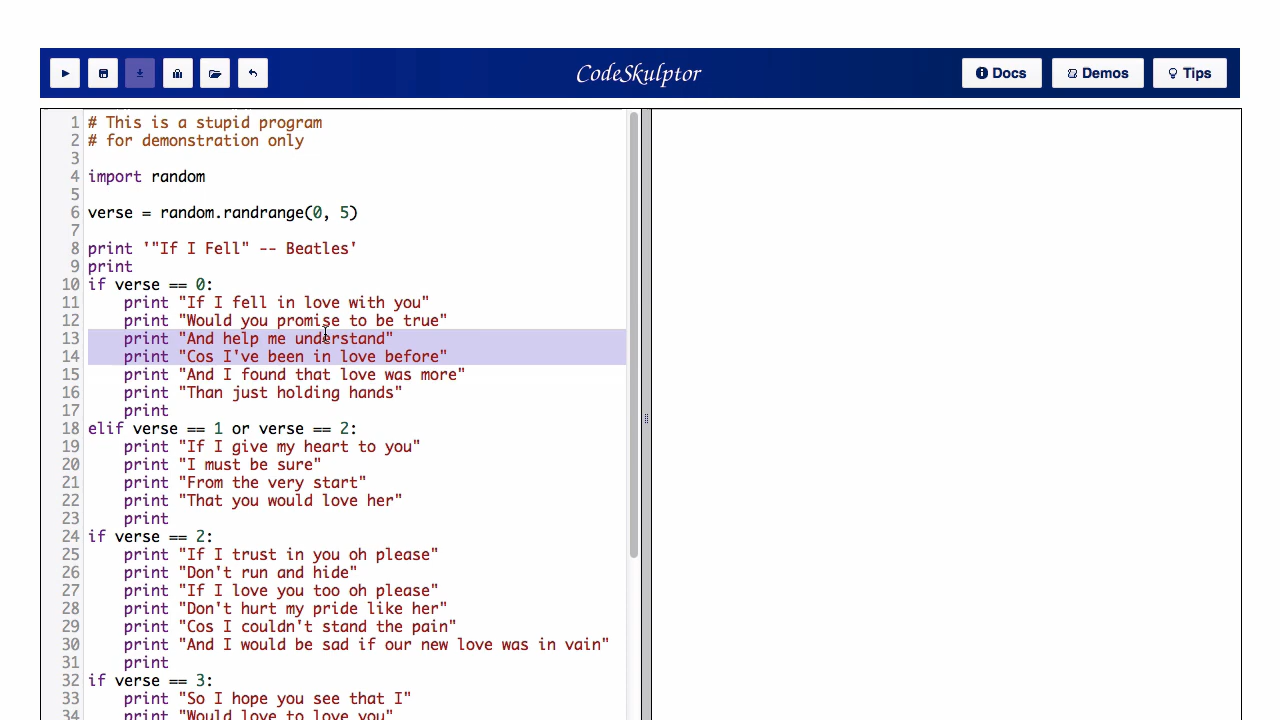 CodeSkulptor
Docs
Demos
Tips
1 # This is a stupid program
2 # for demonstration only
3
4 import random
5
6 verse = random.randrange(0, 5)
7
8 print '"If I Fell" -- Beatles'
9 print
10 if verse == 0:
11     print "If I fell in love with you"
12     print "Would you promise to be true"
13     print "And help me understand"
14     print "Cos I've been in love before"
15     print "And I found that love was more"
16     print "Than just holding hands"
17     print
18 elif verse == 1 or verse == 2:
19     print "If I give my heart to you"
20     print "I must be sure"
21     print "From the very start"
22     print "That you would love her"
23     print
24 if verse == 2:
25     print "If I trust in you oh please"
26     print "Don't run and hide"
27     print "If I love you too oh please"
28     print "Don't hurt my pride like her"
29     print "Cos I couldn't stand the pain"
30     print "And I would be sad if our new love was in vain"
31     print
32 if verse == 3:
33     print "So I hope you see that I"
34     print "Would love to love you"